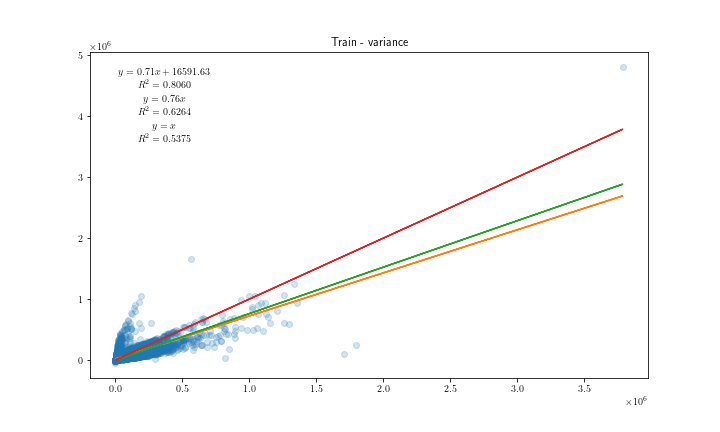 Train - variance
×10⁶
y = 0.71x + 16591.63
R² = 0.8060
y = 0.76x
R² = 0.6264
y = x
R² = 0.5375
5
4
3
2
1
0
0.0 0.5 1.0 1.5 2.0 2.5 3.0 3.5
×10⁶